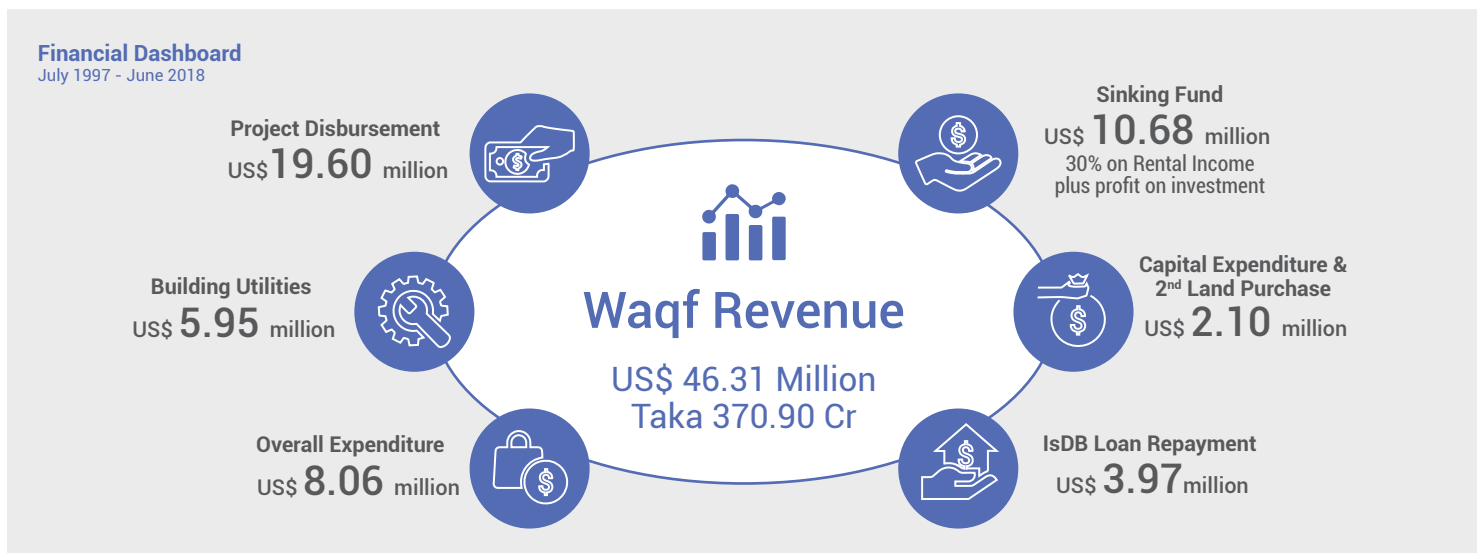 Financial Dashboard
July 1997 - June 2018
Project Disbursement
US$ 19.60 million
Building Utilities
US$ 5.95 million
Overall Expenditure
US$ 8.06 million
Waqf Revenue
US$ 46.31 Million
Taka 370.90 Cr
Sinking Fund
US$ 10.68 million
30% on Rental Income
plus profit on investment
Capital Expenditure &
2nd Land Purchase
US$ 2.10 million
IsDB Loan Repayment
US$ 3.97 million